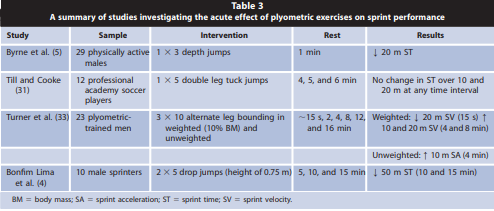 Table 3
A summary of studies investigating the acute effect of plyometric exercises on sprint performance
Study Sample Intervention Rest Results
Byrne et al. (5) 29 physically active 1 × 3 depth jumps 1 min ↓ 20 m ST
males
Till and Cooke 12 professional 1 × 5 double leg tuck jumps 4, 5, and 6 min No change in ST over 10 and
(31) academy soccer 20 m at any time interval
players
Turner et al. (33) 23 plyometric- 3 × 10 alternate leg bounding in ~15 s, 2, 4, 8, 12, Weighted: ↓ 20 m SV (15 s) ↑
trained men weighted (10% BM) and and 16 min 10 and 20 m SV (4 and 8 min)
unweighted
Unweighted: ↑ 10 m SA (4 min)
Bonfim Lima 10 male sprinters 2 × 5 drop jumps (height of 0.75 m) 5, 10, and 15 min ↓ 50 m ST (10 and 15 min)
et al. (4)
BM = body mass; SA = sprint acceleration; ST = sprint time; SV = sprint velocity.